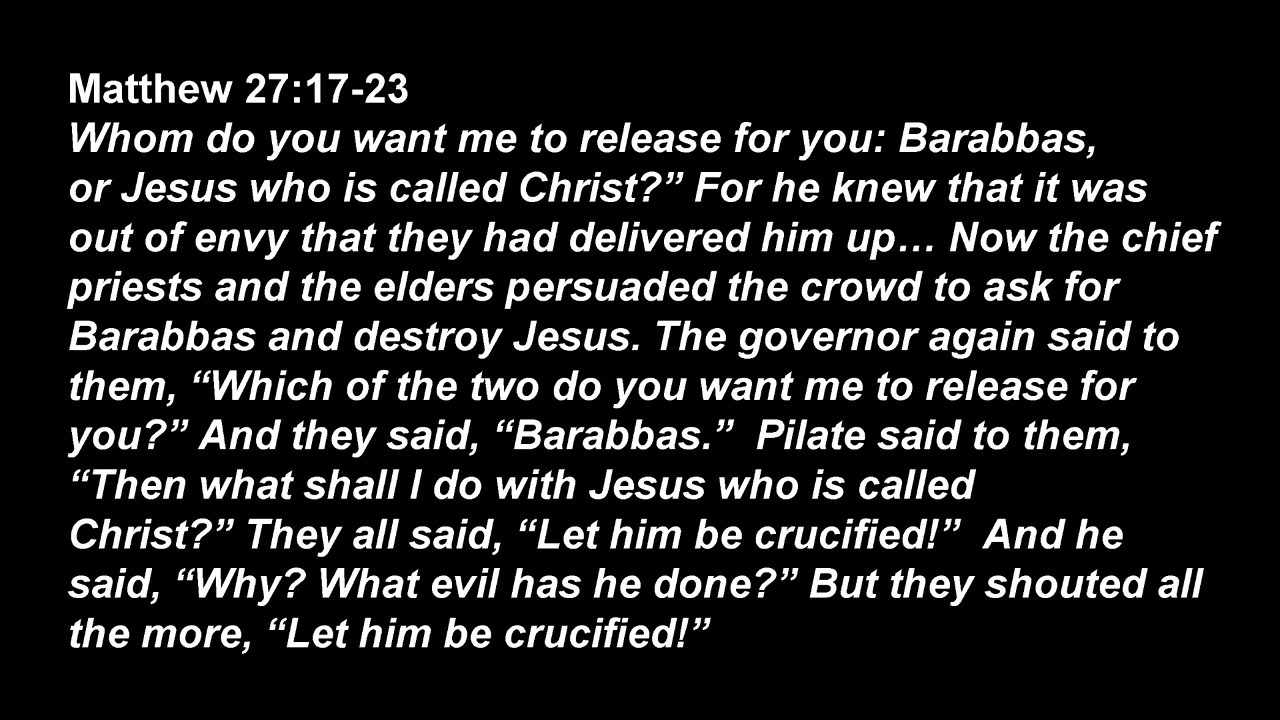 Matthew 27:17-23
Whom do you want me to release for you: Barabbas,
or Jesus who is called Christ?” For he knew that it was
out of envy that they had delivered him up… Now the chief
priests and the elders persuaded the crowd to ask for
Barabbas and destroy Jesus. The governor again said to
them, “Which of the two do you want me to release for
you?” And they said, “Barabbas.”  Pilate said to them,
“Then what shall I do with Jesus who is called
Christ?” They all said, “Let him be crucified!”  And he
said, “Why? What evil has he done?” But they shouted all
the more, “Let him be crucified!”